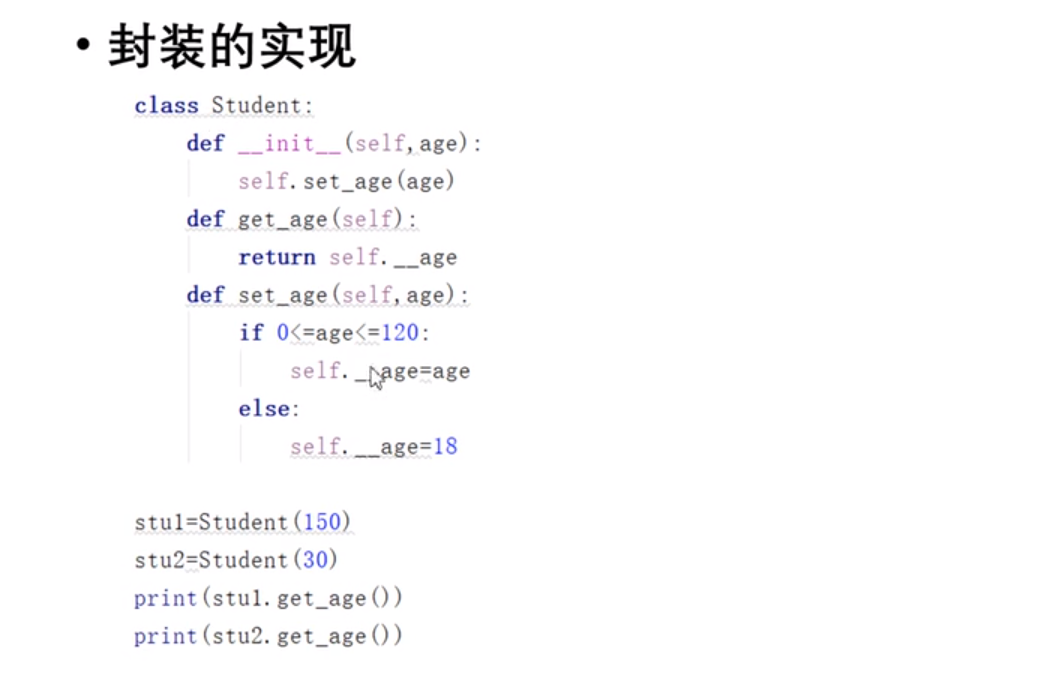 • 封装的实现
class Student:
    def __init__(self,age):
        self.set_age(age)
    def get_age(self):
        return self.__age
    def set_age(self,age):
        if 0<=age<=120:
            self.__age=age
        else:
            self.__age=18
stu1=Student(150)
stu2=Student(30)
print(stu1.get_age())
print(stu2.get_age())